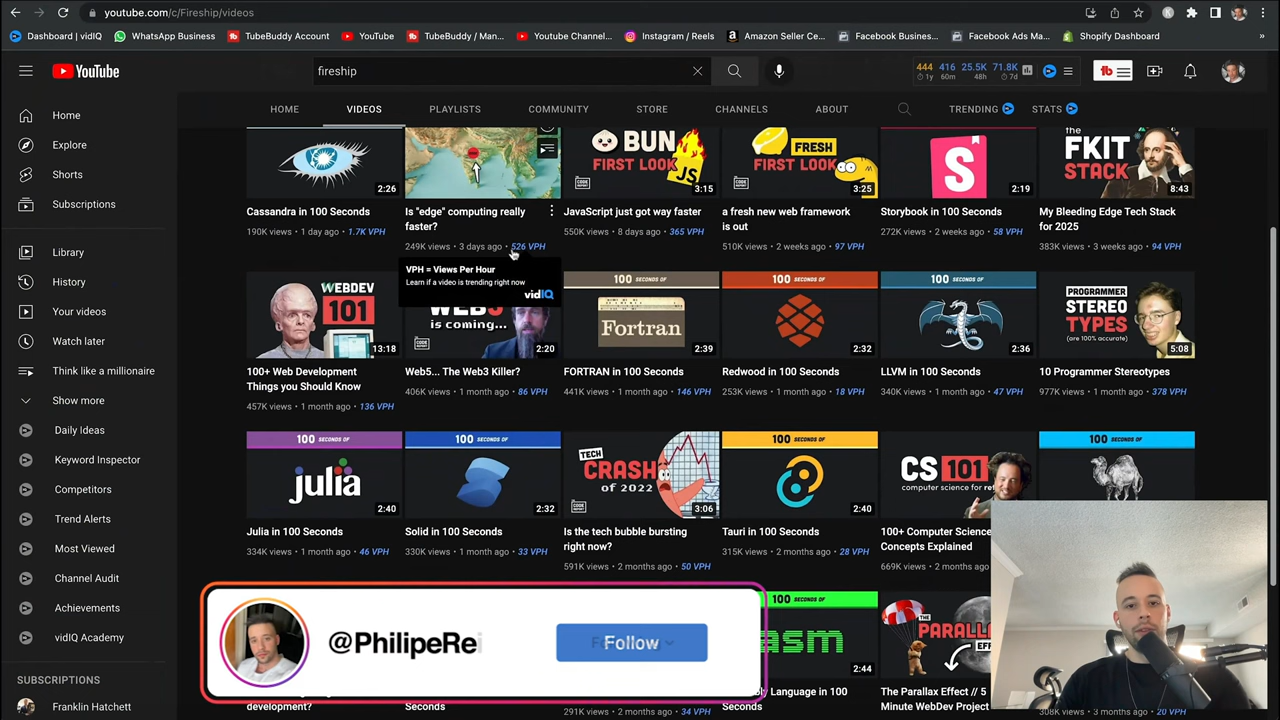 youtube.com/c/Fireship/videos
Dashboard | vidIQ
WhatsApp Business
TubeBuddy Account
YouTube
TubeBuddy / Man...
Youtube Channel...
Instagram / Reels
Amazon Seller Ce...
Facebook Busines...
Facebook Ads Ma...
Shopify Dashboard
»
YouTube
fireship
444 1y
416 60m
25.5K 48h
71.8K 7d
tb
HOME
VIDEOS
PLAYLISTS
COMMUNITY
STORE
CHANNELS
ABOUT
TRENDING
STATS
Home
Explore
Shorts
Subscriptions
Library
History
Your videos
Watch later
Think like a millionaire
Show more
Daily Ideas
Keyword Inspector
Competitors
Trend Alerts
Most Viewed
Channel Audit
Achievements
vidIQ Academy
SUBSCRIPTIONS
Franklin Hatchett
2:26
Cassandra in 100 Seconds
190K views • 1 day ago • 1.7K VPH
Is "edge" computing really
faster?
249K views • 3 days ago • 526 VPH
VPH = Views Per Hour
Learn if a video is trending right now
vidIQ
BUN
FIRST LOOK
JS
CODE REPORT
3:15
JavaScript just got way faster
550K views • 8 days ago • 365 VPH
FRESH
FIRST LOOK
CODE REPORT
3:25
a fresh new web framework
is out
510K views • 2 weeks ago • 97 VPH
2:19
Storybook in 100 Seconds
272K views • 2 weeks ago • 58 VPH
the
FKIT
STACK
8:43
My Bleeding Edge Tech Stack
for 2025
383K views • 3 weeks ago • 94 VPH
WEBDEV
101
13:18
100+ Web Development
Things you Should Know
457K views • 1 month ago • 136 VPH
is coming...
CODE REPORT
2:20
Web5... The Web3 Killer?
406K views • 1 month ago • 86 VPH
100 SECONDS OF
Fortran
2:39
FORTRAN in 100 Seconds
441K views • 1 month ago • 146 VPH
100 SECONDS OF
2:32
Redwood in 100 Seconds
253K views • 1 month ago • 18 VPH
100 SECONDS OF
2:36
LLVM in 100 Seconds
340K views • 1 month ago • 47 VPH
PROGRAMMER
STEREO
TYPES
(are 100% accurate)
5:08
10 Programmer Stereotypes
977K views • 1 month ago • 378 VPH
100 SECONDS OF
julia
2:40
Julia in 100 Seconds
334K views • 1 month ago • 46 VPH
100 SECONDS OF
2:32
Solid in 100 Seconds
330K views • 1 month ago • 33 VPH
TECH
CRASH
of 2022
CODE REPORT
3:06
Is the tech bubble bursting
right now?
591K views • 2 months ago • 50 VPH
100 SECONDS OF
2:40
Tauri in 100 Seconds
315K views • 2 months ago • 28 VPH
CS 101
100+ Computer Science
Concepts Explained
669K views • 2 months
100 SECONDS OF
@PhilipeRei
Follow
development?
Seconds
291K views • 2 months ago • 34 VPH
100 SECONDS OF
asm
2:44
Language in 100
Seconds
THE
PARALLA
EFFE
The Parallax Effect // 5
Minute WebDev Project
20 VPH